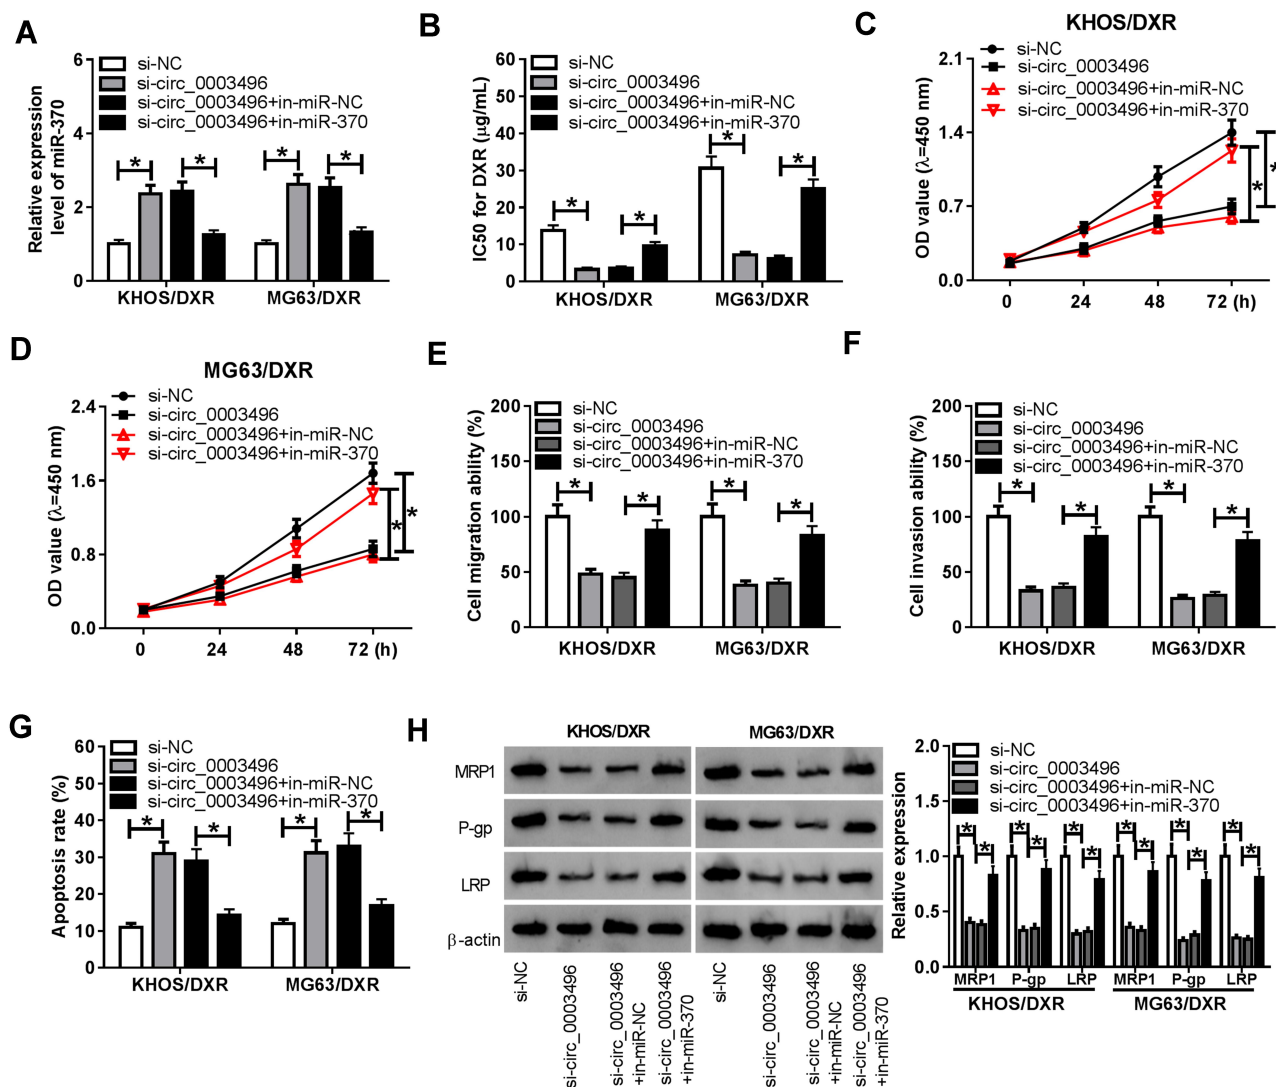 A
Relative expression
level of miR-370
6
4
2
0
si-NC
si-circ_0003496
si-circ_0003496+in-miR-NC
si-circ_0003496+in-miR-370
* * * *
KHOS/DXR MG63/DXR
B
IC50 for DXR (μg/mL)
60
50
40
30
20
10
0
si-NC
si-circ_0003496
si-circ_0003496+in-miR-NC
si-circ_0003496+in-miR-370
* * * *
KHOS/DXR MG63/DXR
C
KHOS/DXR
OD value (λ=450 nm)
2.1
1.4
0.7
0.0
si-NC
si-circ_0003496
si-circ_0003496+in-miR-NC
si-circ_0003496+in-miR-370
* *
0 24 48 72 (h)
D
MG63/DXR
OD value (λ=450 nm)
2.4
1.6
0.8
0.0
si-NC
si-circ_0003496
si-circ_0003496+in-miR-NC
si-circ_0003496+in-miR-370
* *
0 24 48 72 (h)
E
Cell migration ability (%)
200
150
100
50
0
si-NC
si-circ_0003496
si-circ_0003496+in-miR-NC
si-circ_0003496+in-miR-370
* * * *
KHOS/DXR MG63/DXR
F
Cell invasion ability (%)
200
150
100
50
0
si-NC
si-circ_0003496
si-circ_0003496+in-miR-NC
si-circ_0003496+in-miR-370
* * * *
KHOS/DXR MG63/DXR
G
Apoptosis rate (%)
60
50
40
30
20
10
0
si-NC
si-circ_0003496
si-circ_0003496+in-miR-NC
si-circ_0003496+in-miR-370
* * * *
KHOS/DXR MG63/DXR
H
KHOS/DXR MG63/DXR
MRP1
P-gp
LRP
β-actin
si-NC
si-circ_0003496
si-circ_0003496
+in-miR-NC
si-circ_0003496
+in-miR-370
si-NC
si-circ_0003496
si-circ_0003496
+in-miR-NC
si-circ_0003496
+in-miR-370
Relative expression
2.0
1.5
1.0
0.5
0.0
si-NC
si-circ_0003496
si-circ_0003496+in-miR-NC
si-circ_0003496+in-miR-370
* * * * * * * * * * * *
MRP1 P-gp LRP MRP1 P-gp LRP
KHOS/DXR MG63/DXR